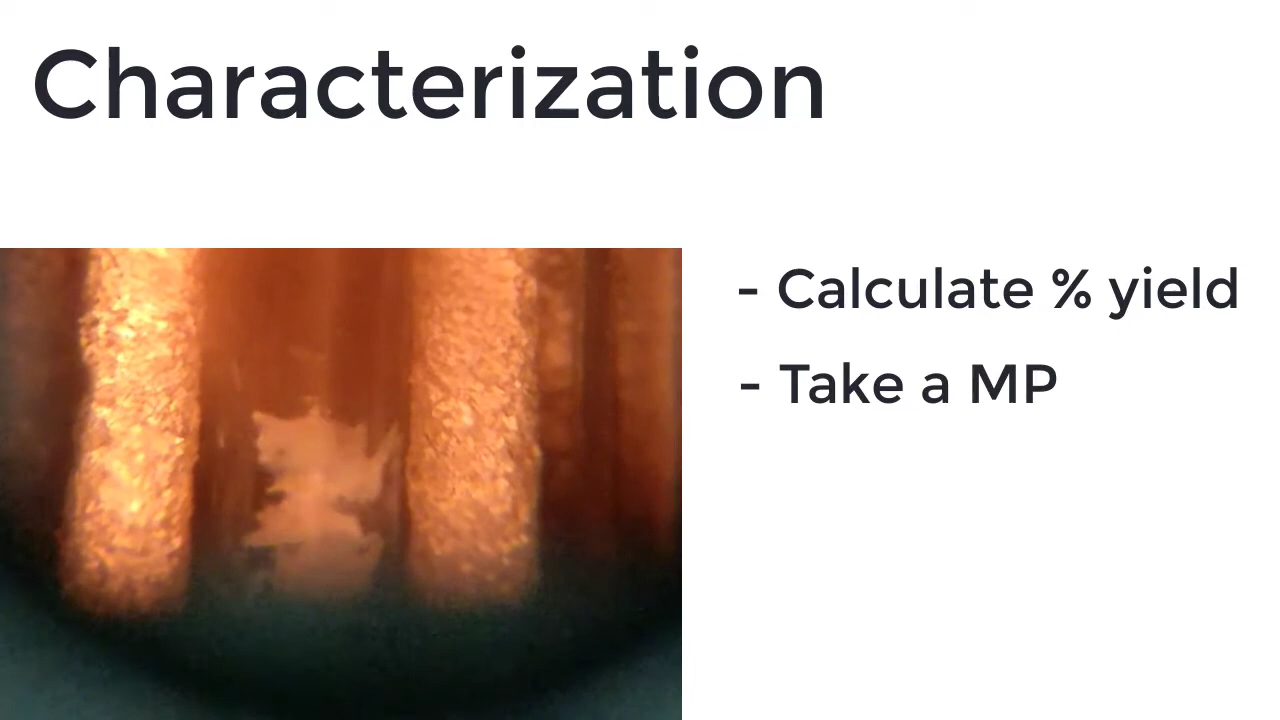 Characterization
- Calculate % yield
- Take a MP